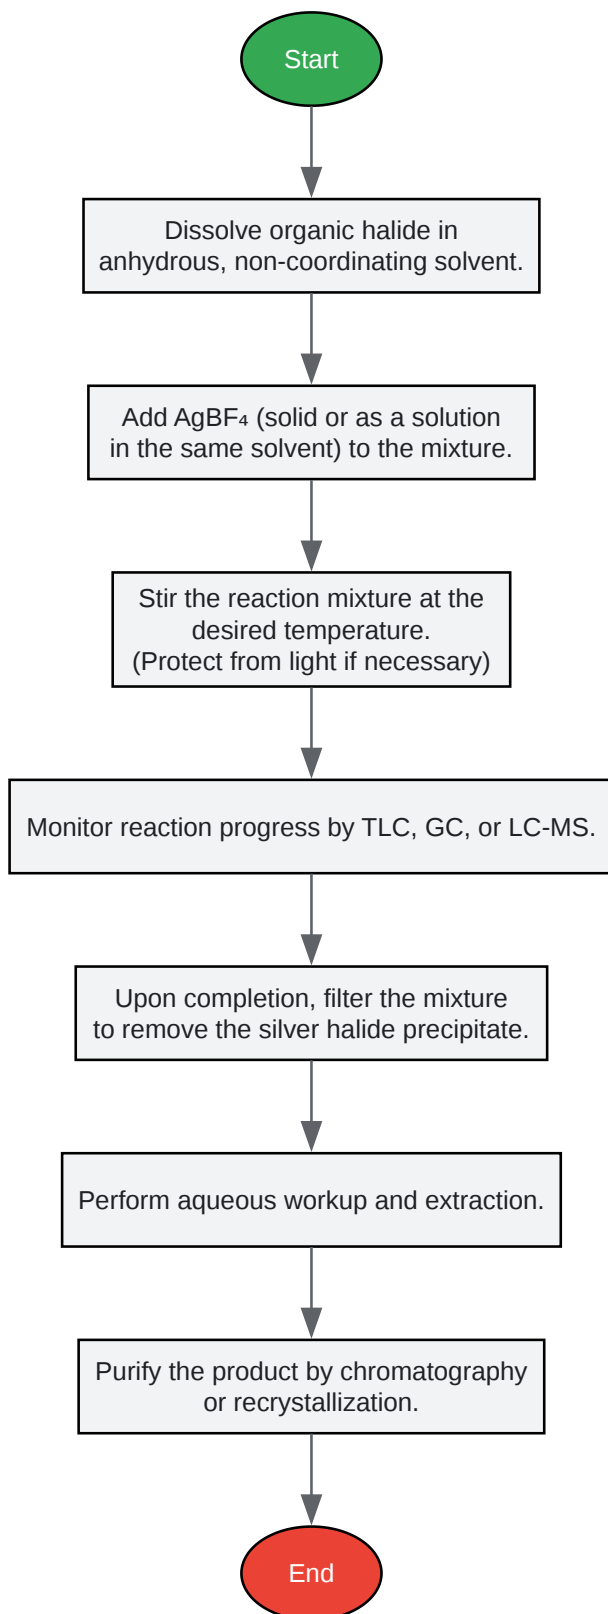 Start
Dissolve organic halide in
anhydrous, non-coordinating solvent.
Add AgBF₄ (solid or as a solution
in the same solvent) to the mixture.
Stir the reaction mixture at the
desired temperature.
(Protect from light if necessary)
Monitor reaction progress by TLC, GC, or LC-MS.
Upon completion, filter the mixture
to remove the silver halide precipitate.
Perform aqueous workup and extraction.
Purify the product by chromatography
or recrystallization.
End